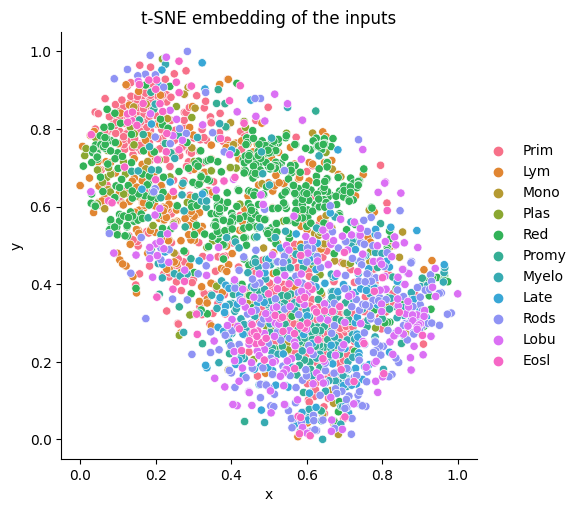 t-SNE embedding of the inputs
1.0
0.8
0.6
0.4
0.2
0.0
y
0.0 0.2 0.4 0.6 0.8 1.0
x
Prim
Lym
Mono
Plas
Red
Promy
Myelo
Late
Rods
Lobu
Eosl